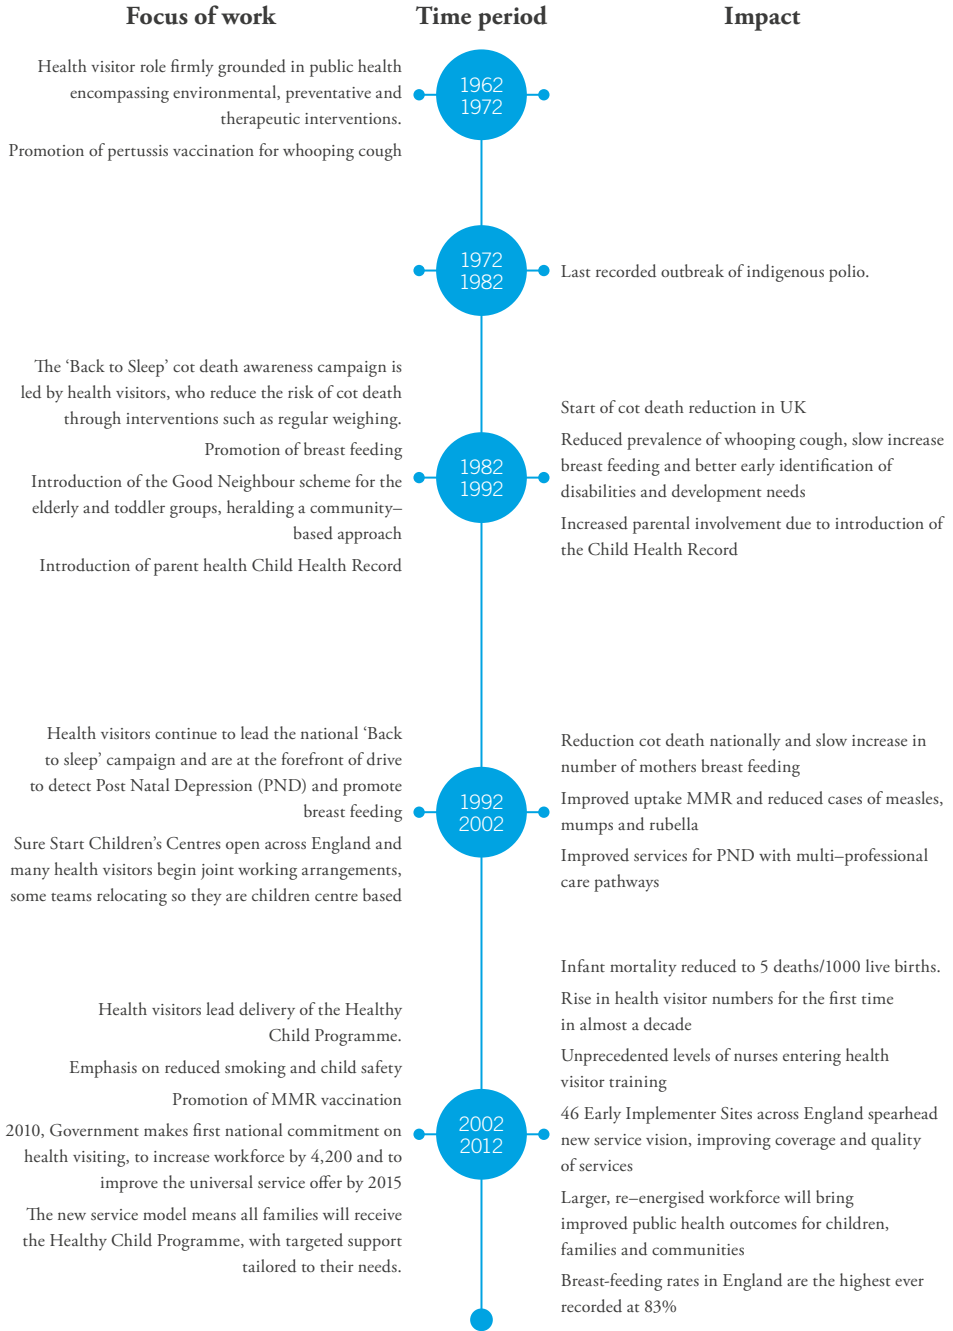 Focus of work
Time period
Impact
Health visitor role firmly grounded in public health
encompassing environmental, preventative and
therapeutic interventions.
Promotion of pertussis vaccination for whooping cough
1962
1972
1972
1982
Last recorded outbreak of indigenous polio.
The ‘Back to Sleep’ cot death awareness campaign is
led by health visitors, who reduce the risk of cot death
through interventions such as regular weighing.
Promotion of breast feeding
Introduction of the Good Neighbour scheme for the
elderly and toddler groups, heralding a community–
based approach
Introduction of parent health Child Health Record
1982
1992
Start of cot death reduction in UK
Reduced prevalence of whooping cough, slow increase
breast feeding and better early identification of
disabilities and development needs
Increased parental involvement due to introduction of
the Child Health Record
Health visitors continue to lead the national ‘Back
to sleep’ campaign and are at the forefront of drive
to detect Post Natal Depression (PND) and promote
breast feeding
Sure Start Children’s Centres open across England and
many health visitors begin joint working arrangements,
some teams relocating so they are children centre based
1992
2002
Reduction cot death nationally and slow increase in
number of mothers breast feeding
Improved uptake MMR and reduced cases of measles,
mumps and rubella
Improved services for PND with multi–professional
care pathways
Health visitors lead delivery of the Healthy
Child Programme.
Emphasis on reduced smoking and child safety
Promotion of MMR vaccination
2010, Government makes first national commitment on
health visiting, to increase workforce by 4,200 and to
improve the universal service offer by 2015
The new service model means all families will receive
the Healthy Child Programme, with targeted support
tailored to their needs.
2002
2012
Infant mortality reduced to 5 deaths/1000 live births.
Rise in health visitor numbers for the first time
in almost a decade
Unprecedented levels of nurses entering health
visitor training
46 Early Implementer Sites across England spearhead
new service vision, improving coverage and quality
of services
Larger, re–energised workforce will bring
improved public health outcomes for children,
families and communities
Breast-feeding rates in England are the highest ever
recorded at 83%